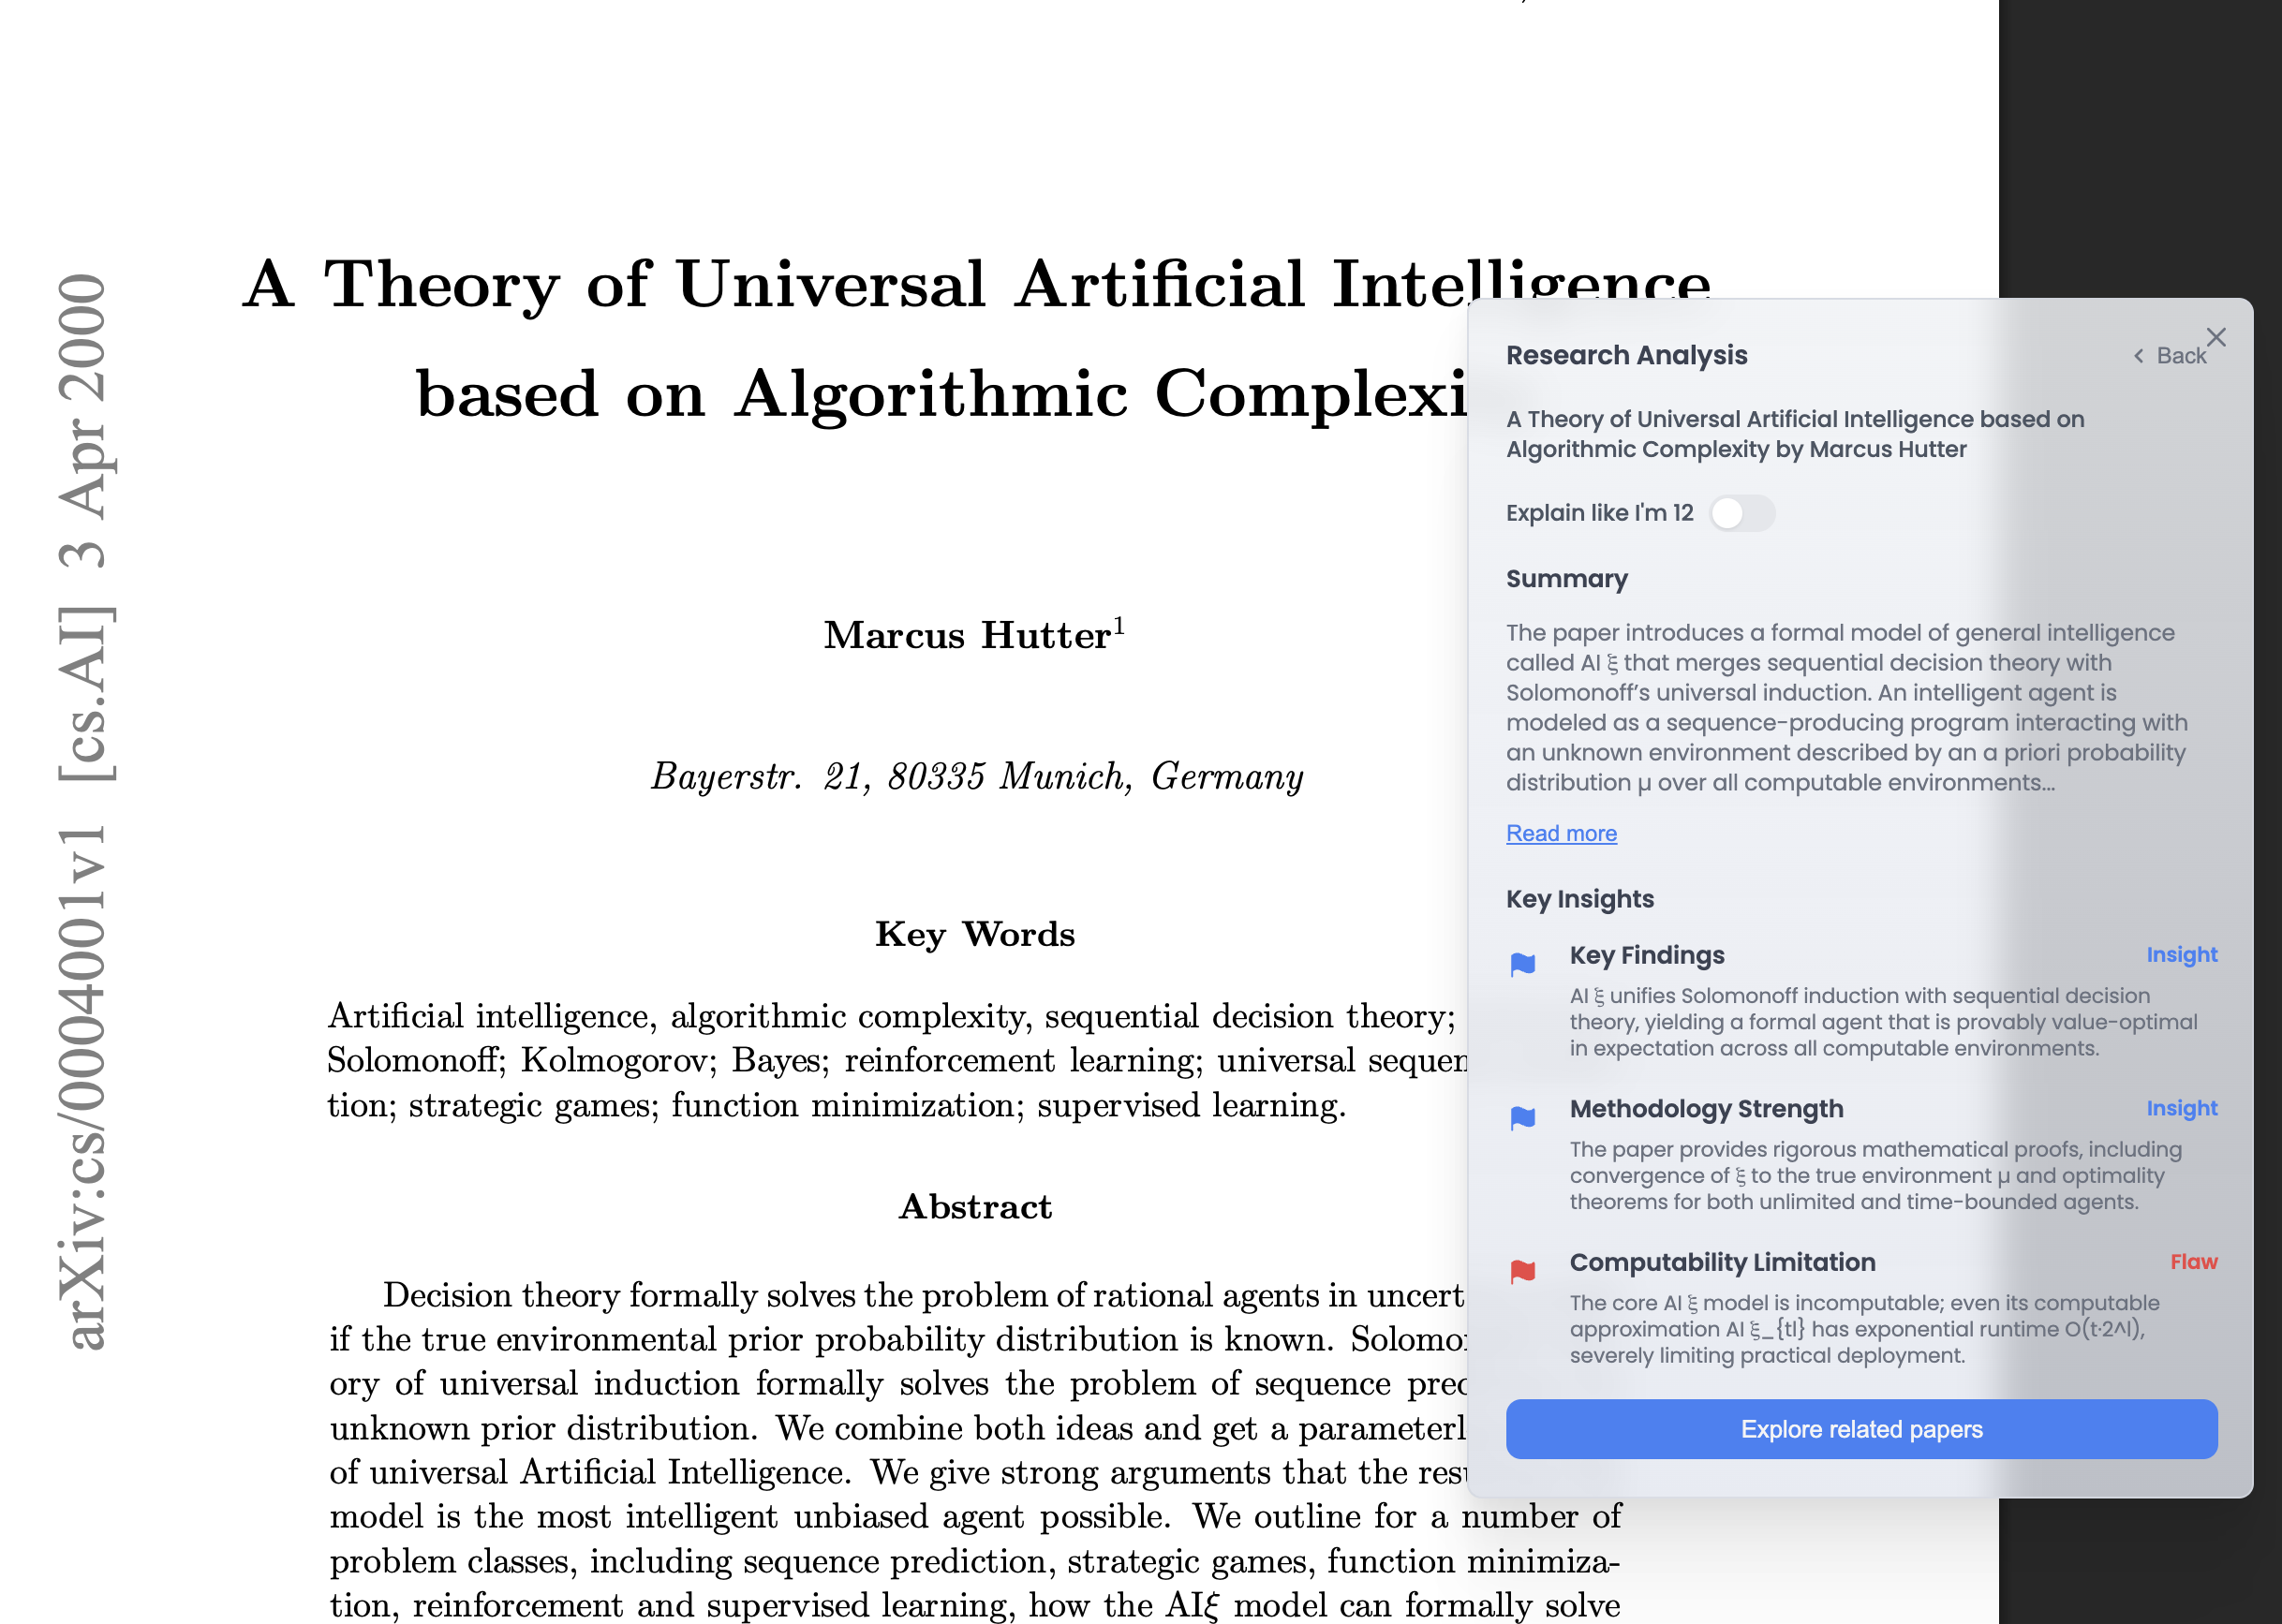 arXiv:cs/0004001v1 [cs.AI] 3 Apr 2000
A Theory of Universal Artificial Intelligence
based on Algorithmic Complexi
Marcus Hutter1
Bayerstr. 21, 80335 Munich, Germany
Key Words
Artificial intelligence, algorithmic complexity, sequential decision theory;
Solomonoff; Kolmogorov; Bayes; reinforcement learning; universal sequen
tion; strategic games; function minimization; supervised learning.
Abstract
Decision theory formally solves the problem of rational agents in uncert
if the true environmental prior probability distribution is known. Solomo
ory of universal induction formally solves the problem of sequence pred
unknown prior distribution. We combine both ideas and get a parameterl
of universal Artificial Intelligence. We give strong arguments that the resu
model is the most intelligent unbiased agent possible. We outline for a number of
problem classes, including sequence prediction, strategic games, function minimiza-
tion, reinforcement and supervised learning, how the AIξ model can formally solve
Research Analysis
Back
A Theory of Universal Artificial Intelligence based on
Algorithmic Complexity by Marcus Hutter
Explain like I'm 12
Summary
The paper introduces a formal model of general intelligence
called AI ξ that merges sequential decision theory with
Solomonoff’s universal induction. An intelligent agent is
modeled as a sequence-producing program interacting with
an unknown environment described by an a priori probability
distribution μ over all computable environments...
Read more
Key Insights
Key Findings
Insight
AI ξ unifies Solomonoff induction with sequential decision
theory, yielding a formal agent that is provably value-optimal
in expectation across all computable environments.
Methodology Strength
Insight
The paper provides rigorous mathematical proofs, including
convergence of ξ to the true environment μ and optimality
theorems for both unlimited and time-bounded agents.
Computability Limitation
Flaw
The core AI ξ model is incomputable; even its computable
approximation AI ξ_{tl} has exponential runtime O(t·2^l),
severely limiting practical deployment.
Explore related papers